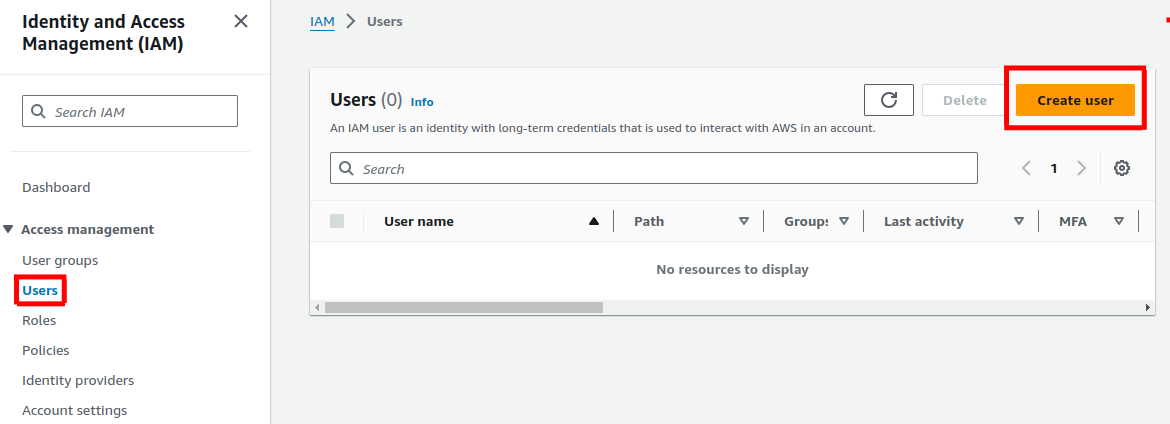 Identity and Access
Management (IAM)
Search IAM
Dashboard
Access management
User groups
Users
Roles
Policies
Identity providers
Account settings
IAM > Users
Users (0) Info
Delete
Create user
An IAM user is an identity with long-term credentials that is used to interact with AWS in an account.
Search
1
User name Path Groups Last activity MFA
No resources to display